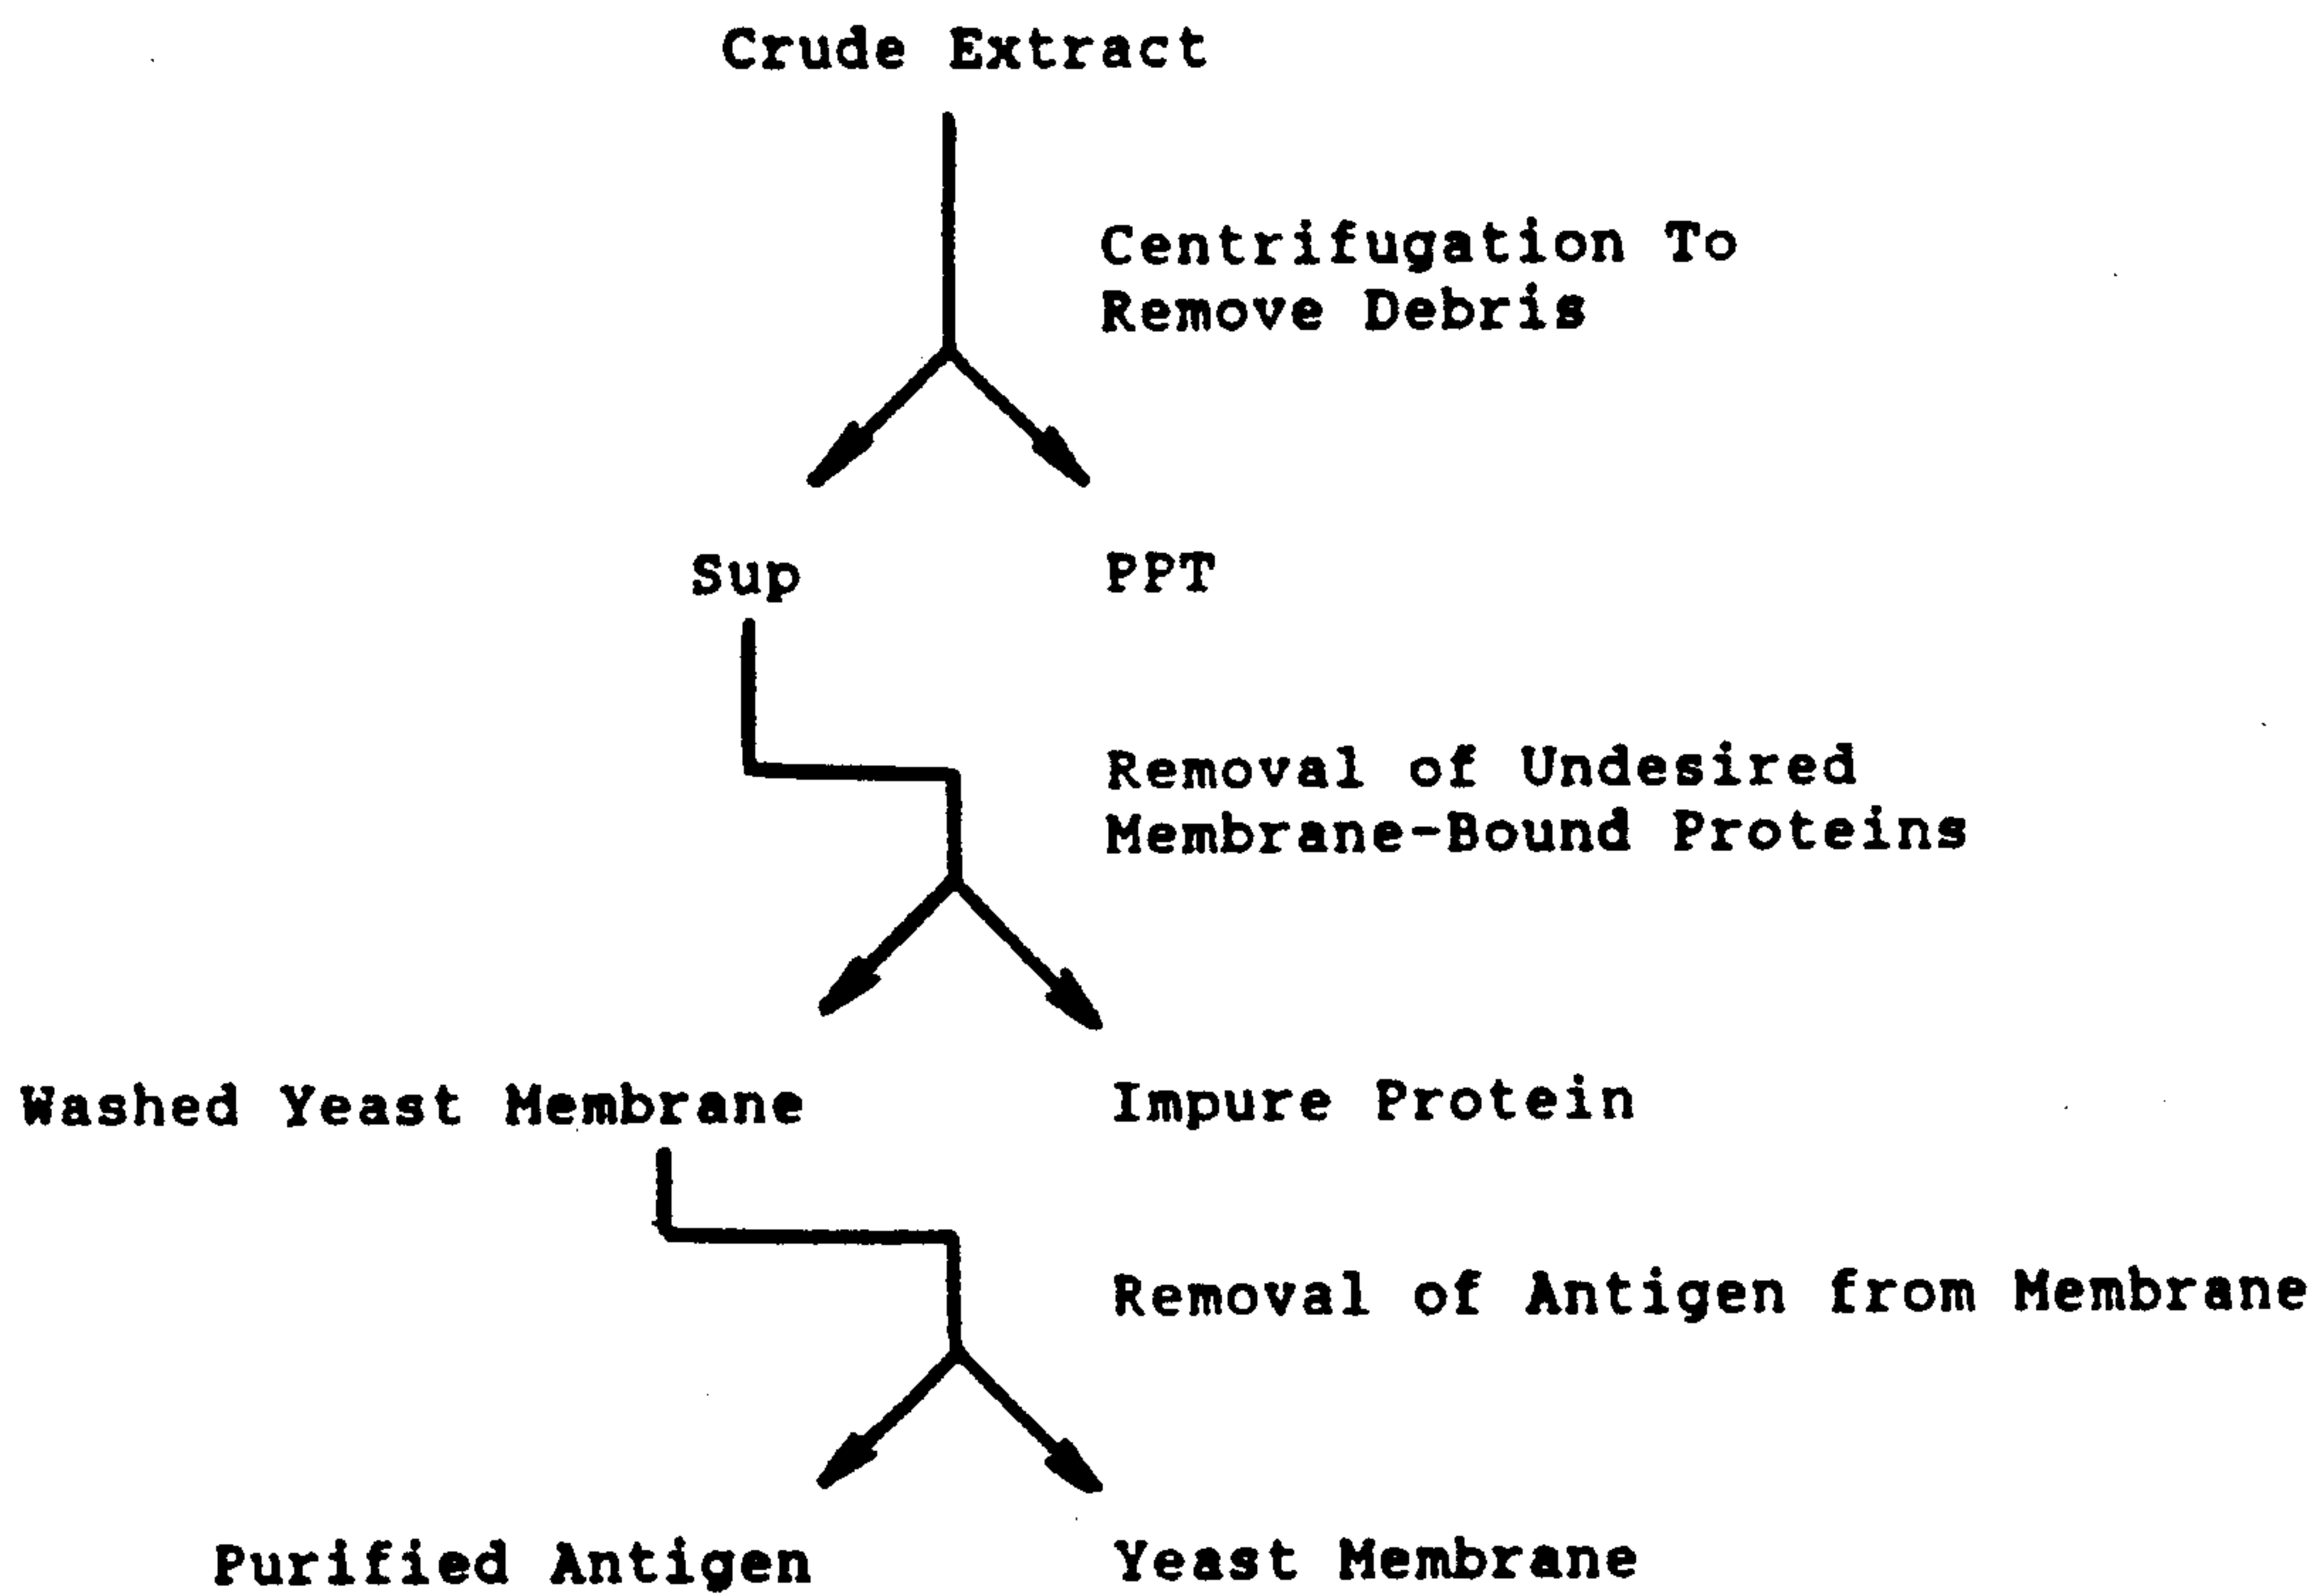 Crude Extract
Centrifugation To
Remove Debris
Sup
PPT
Removal of Undesired
Membrane-Bound Proteins
Washed Yeast Membrane
Impure Protein
Removal of Antigen from Membrane
Purified Antigen
Yeast Membrane